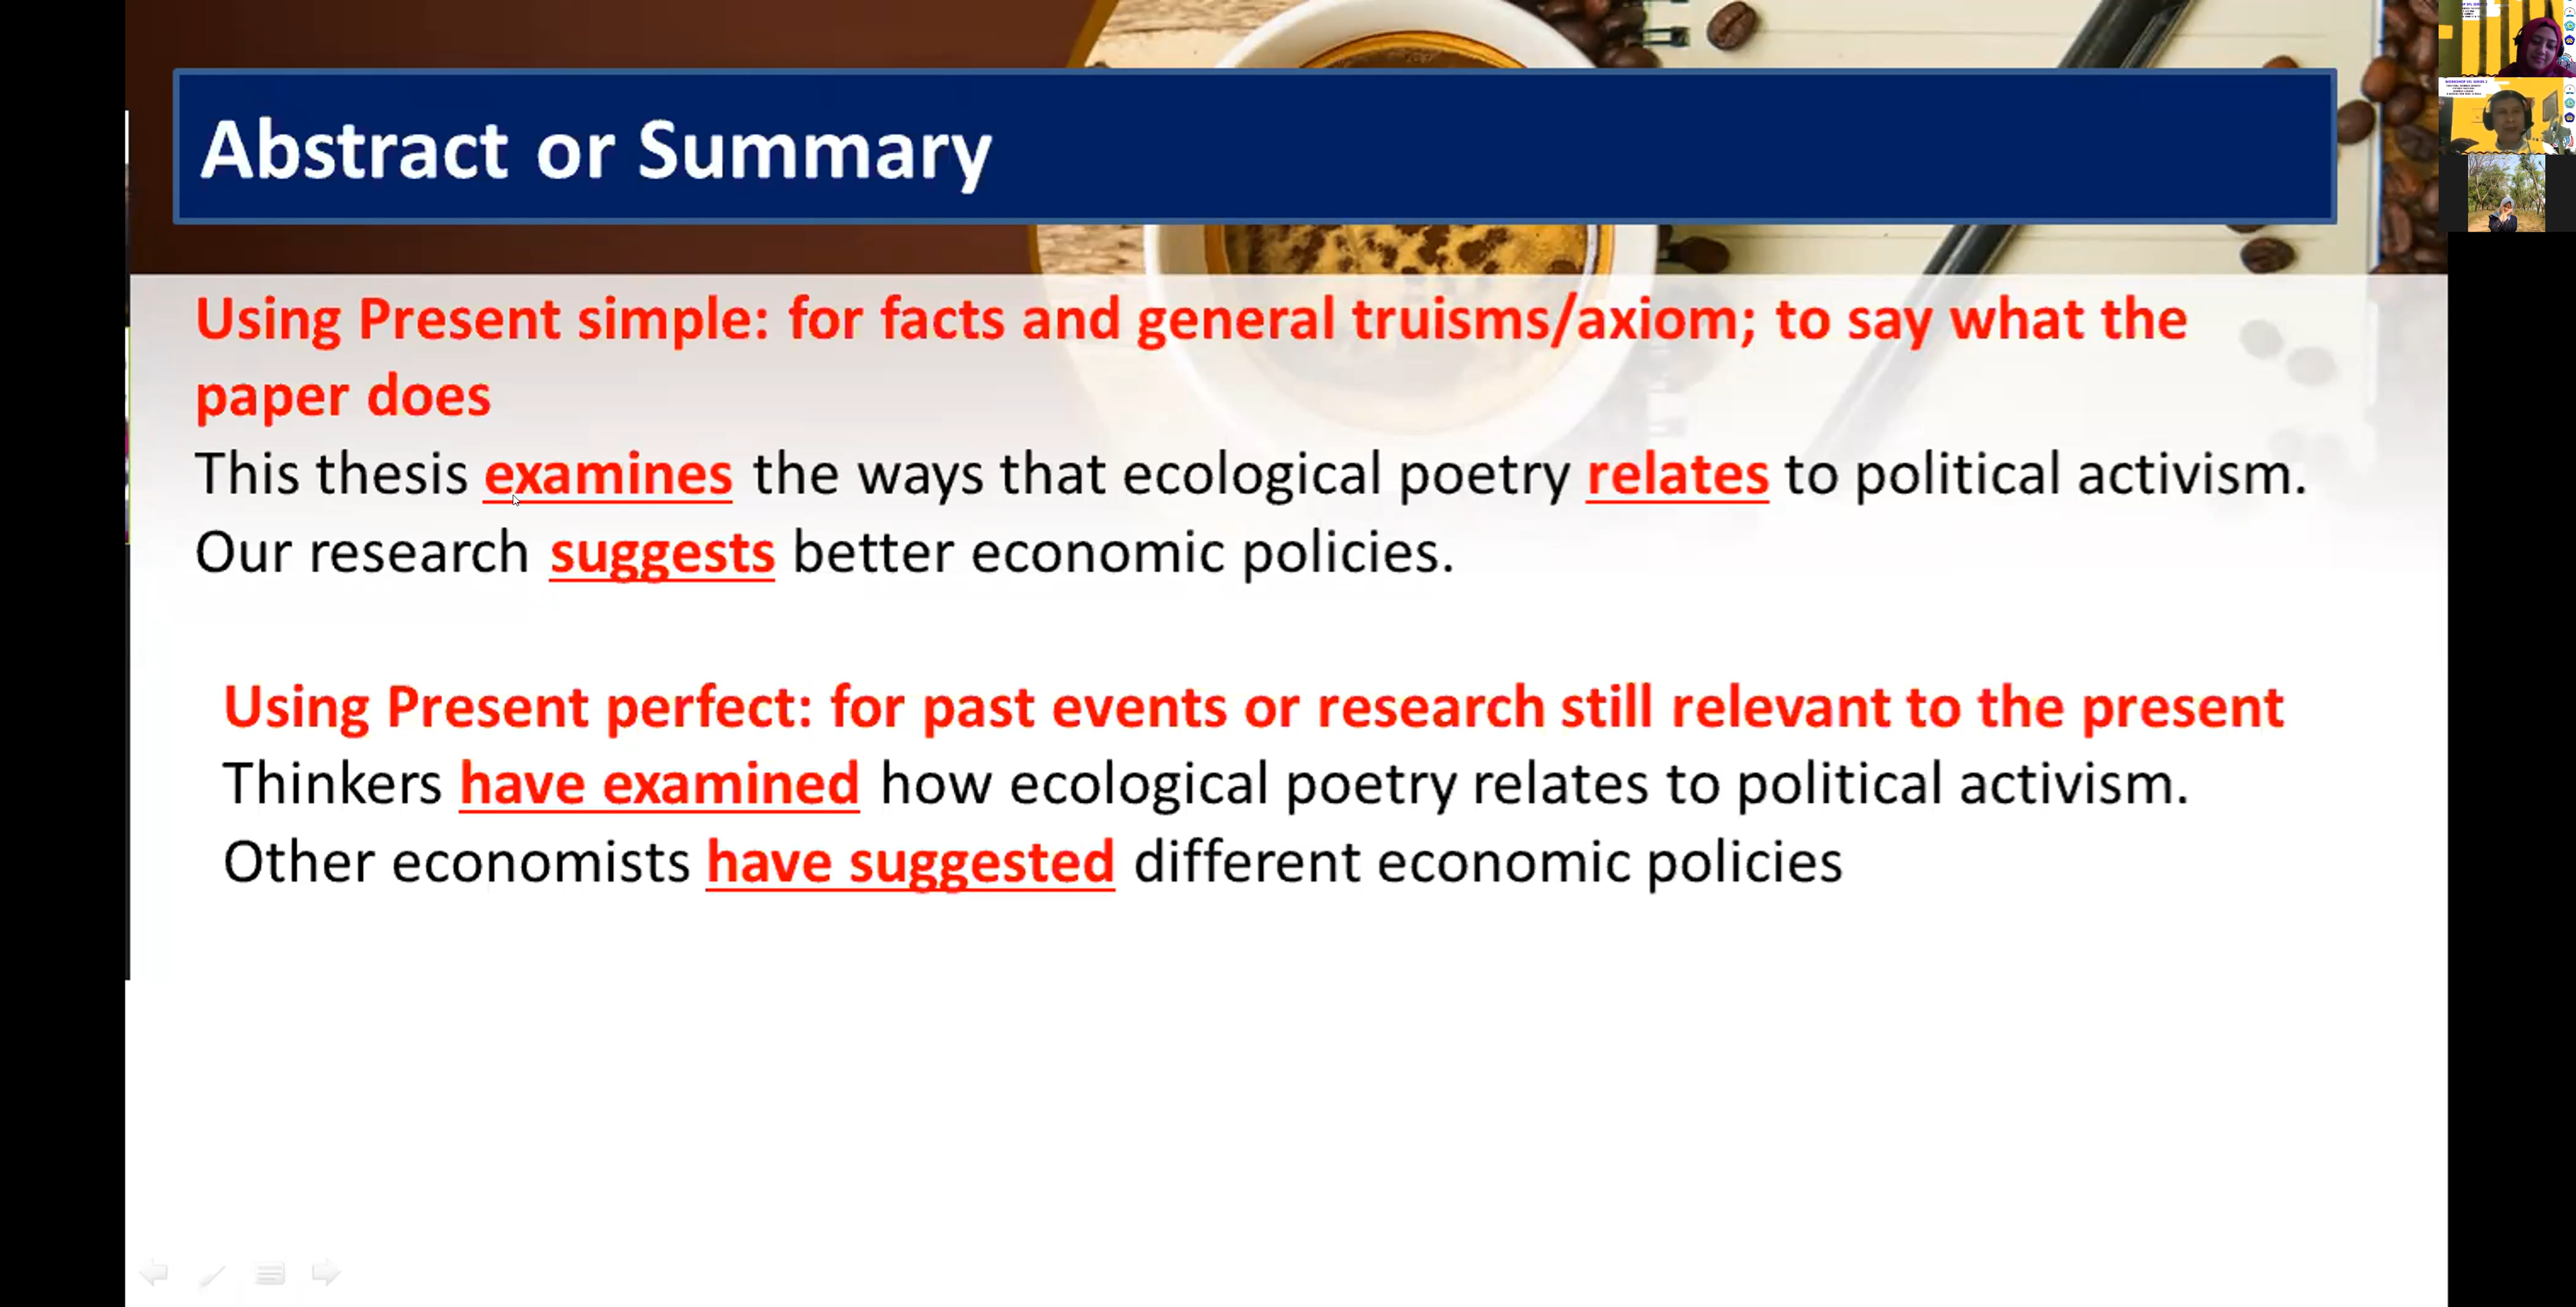 Abstract or Summary
Using Present simple: for facts and general truisms/axiom; to say what the
paper does
This thesis examines the ways that ecological poetry relates to political activism.
Our research suggests better economic policies.
Using Present perfect: for past events or research still relevant to the present
Thinkers have examined how ecological poetry relates to political activism.
Other economists have suggested different economic policies